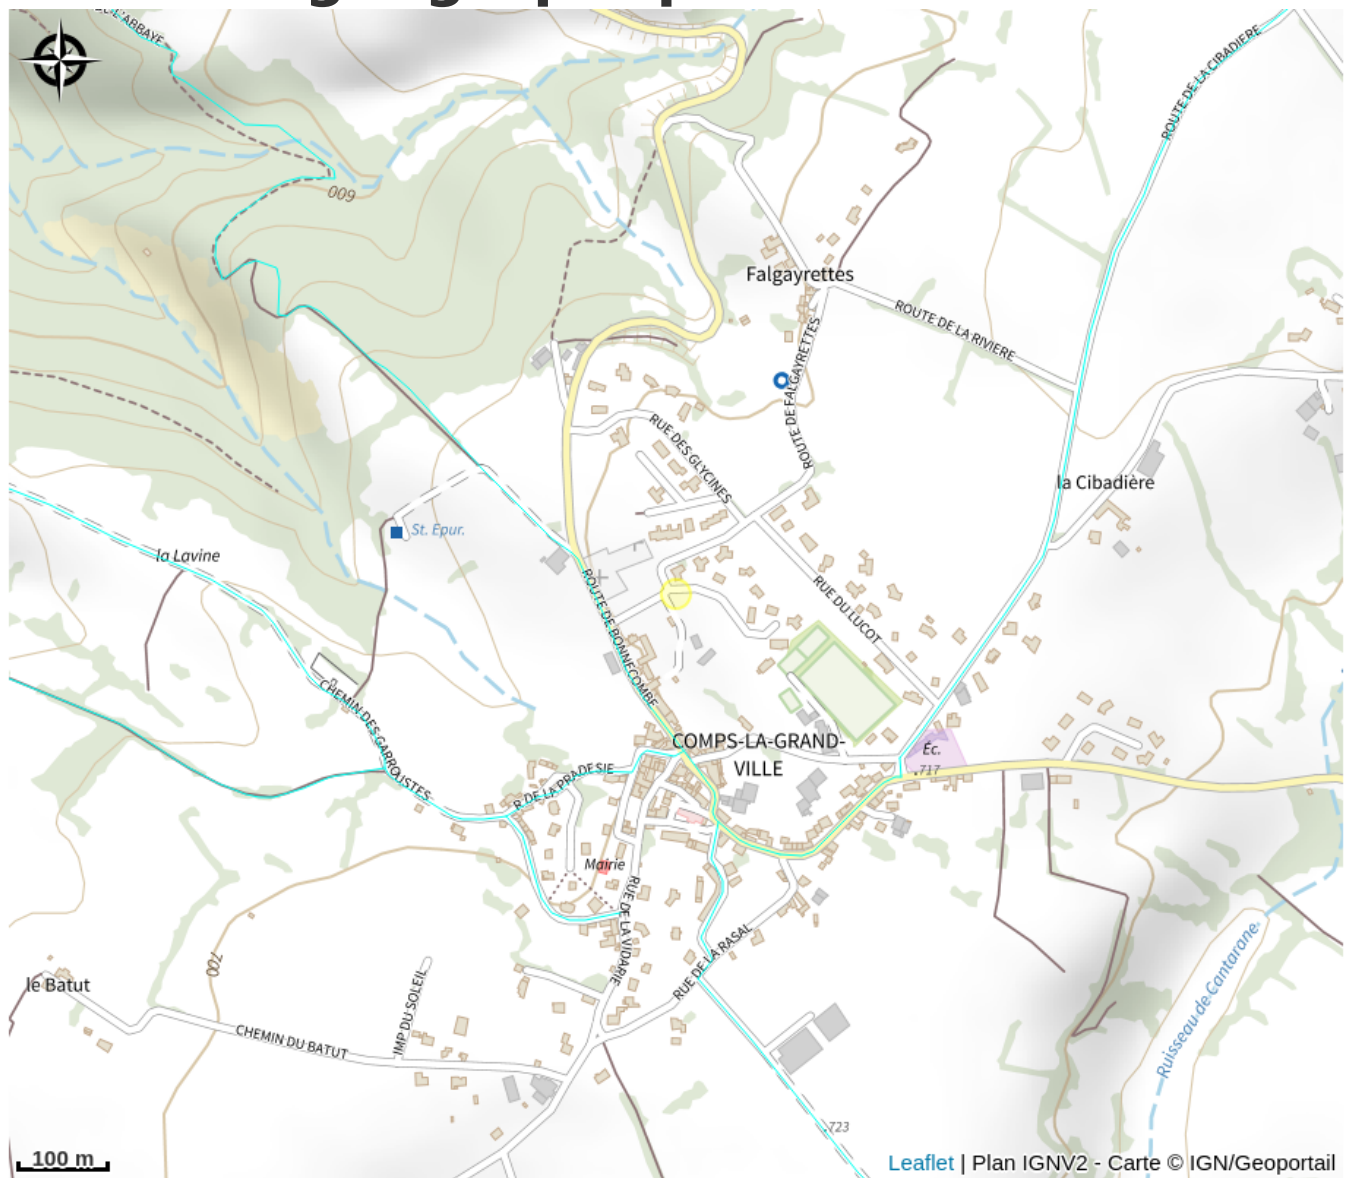 L'ABBAYE
ROUTE DE LA CIBADIERE
600
Falgayrettes
ROUTE DE LA RIVIERE
ROUTE DE FALGAYRETTES
RUE DES GLYCINES
la Cibadière
St. Epur.
la Lavine
ROUTE DE BONNECOMBE
RUE DU LUCOT
CHEMIN DES GARROUSTES
COMPS-LA-GRAND-
VILLE
Éc.
717
R DE LA PRADESIE
Mairie
RUE DE LA VIDARIE
RUE DE LA RASAL
700
le Batut
IMP DU SOLEIL
CHEMIN DU BATUT
Ruisseau de Cantarane
723
100 m
Leaflet | Plan IGNV2 - Carte © IGN/Geoportail